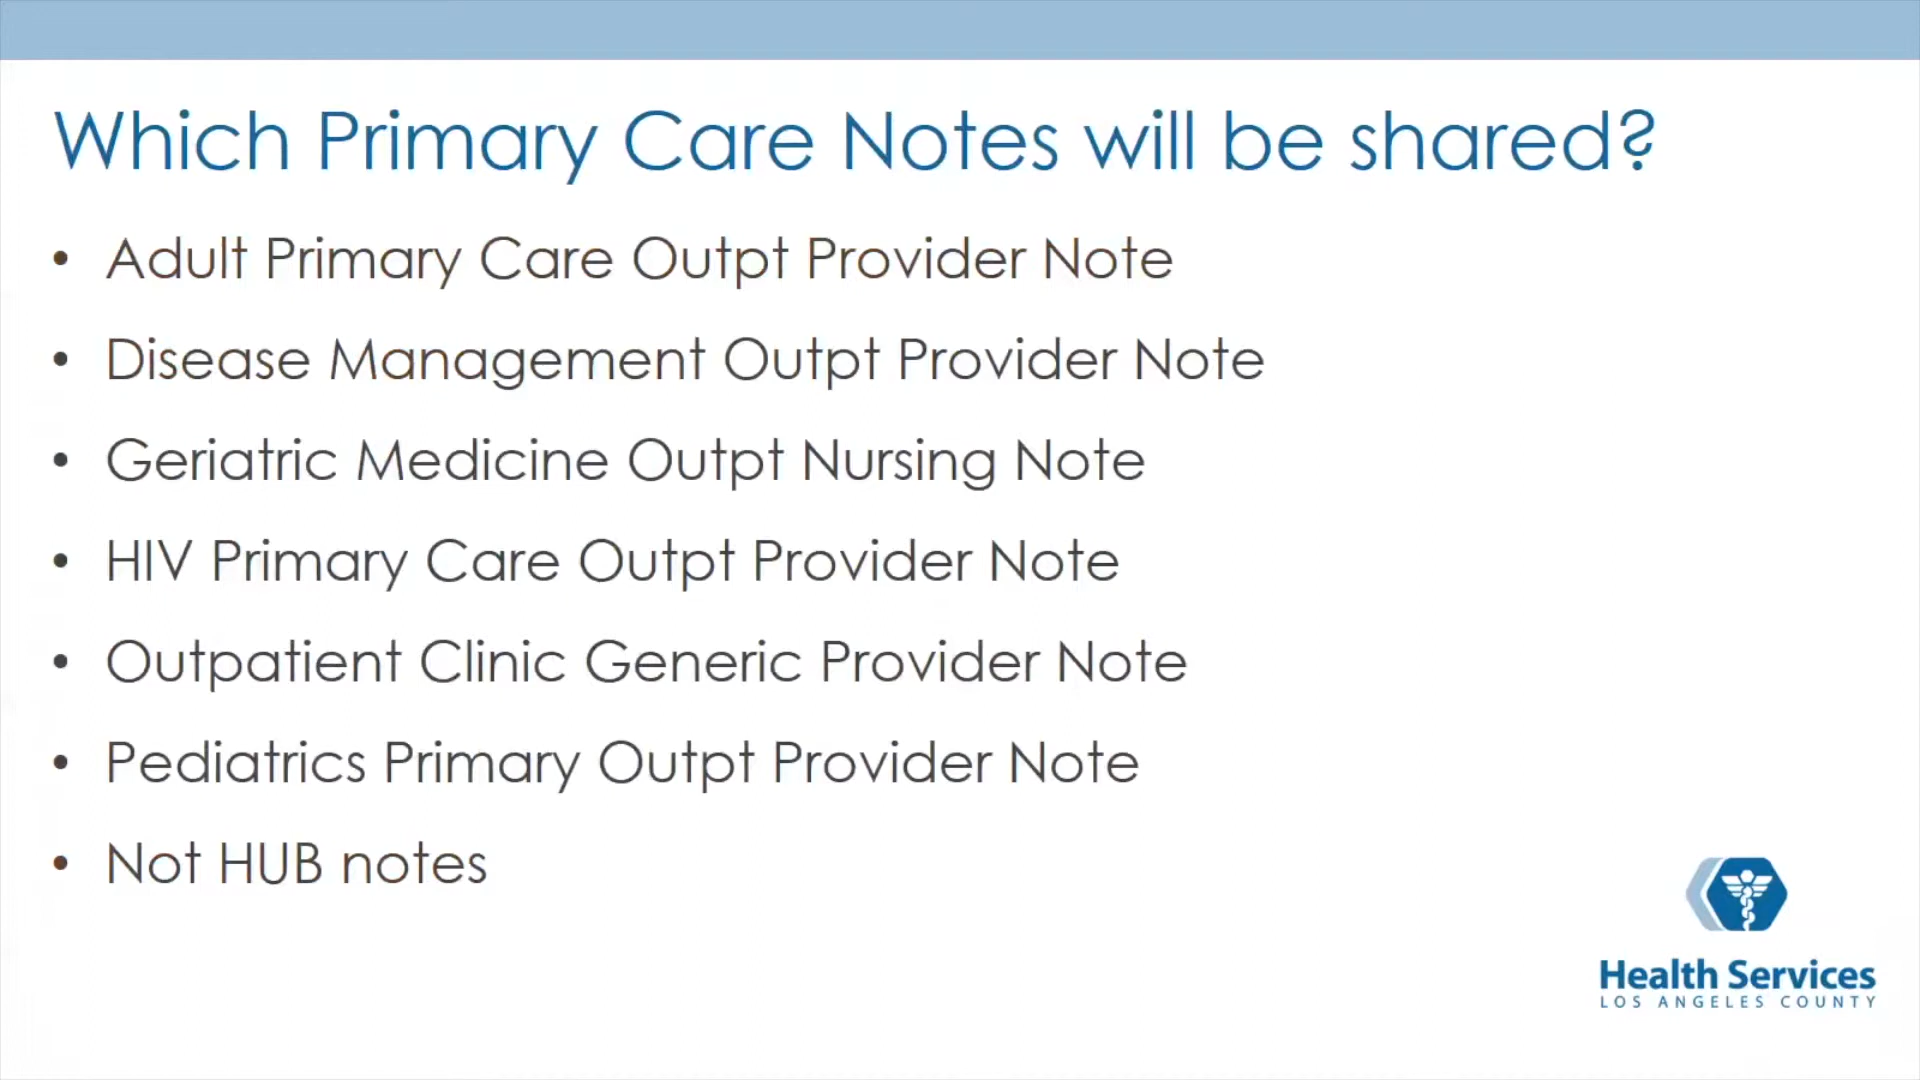 Which Primary Care Notes will be shared?
• Adult Primary Care Outpt Provider Note
• Disease Management Outpt Provider Note
• Geriatric Medicine Outpt Nursing Note
• HIV Primary Care Outpt Provider Note
• Outpatient Clinic Generic Provider Note
• Pediatrics Primary Outpt Provider Note
• Not HUB notes
Health Services
LOS ANGELES COUNTY